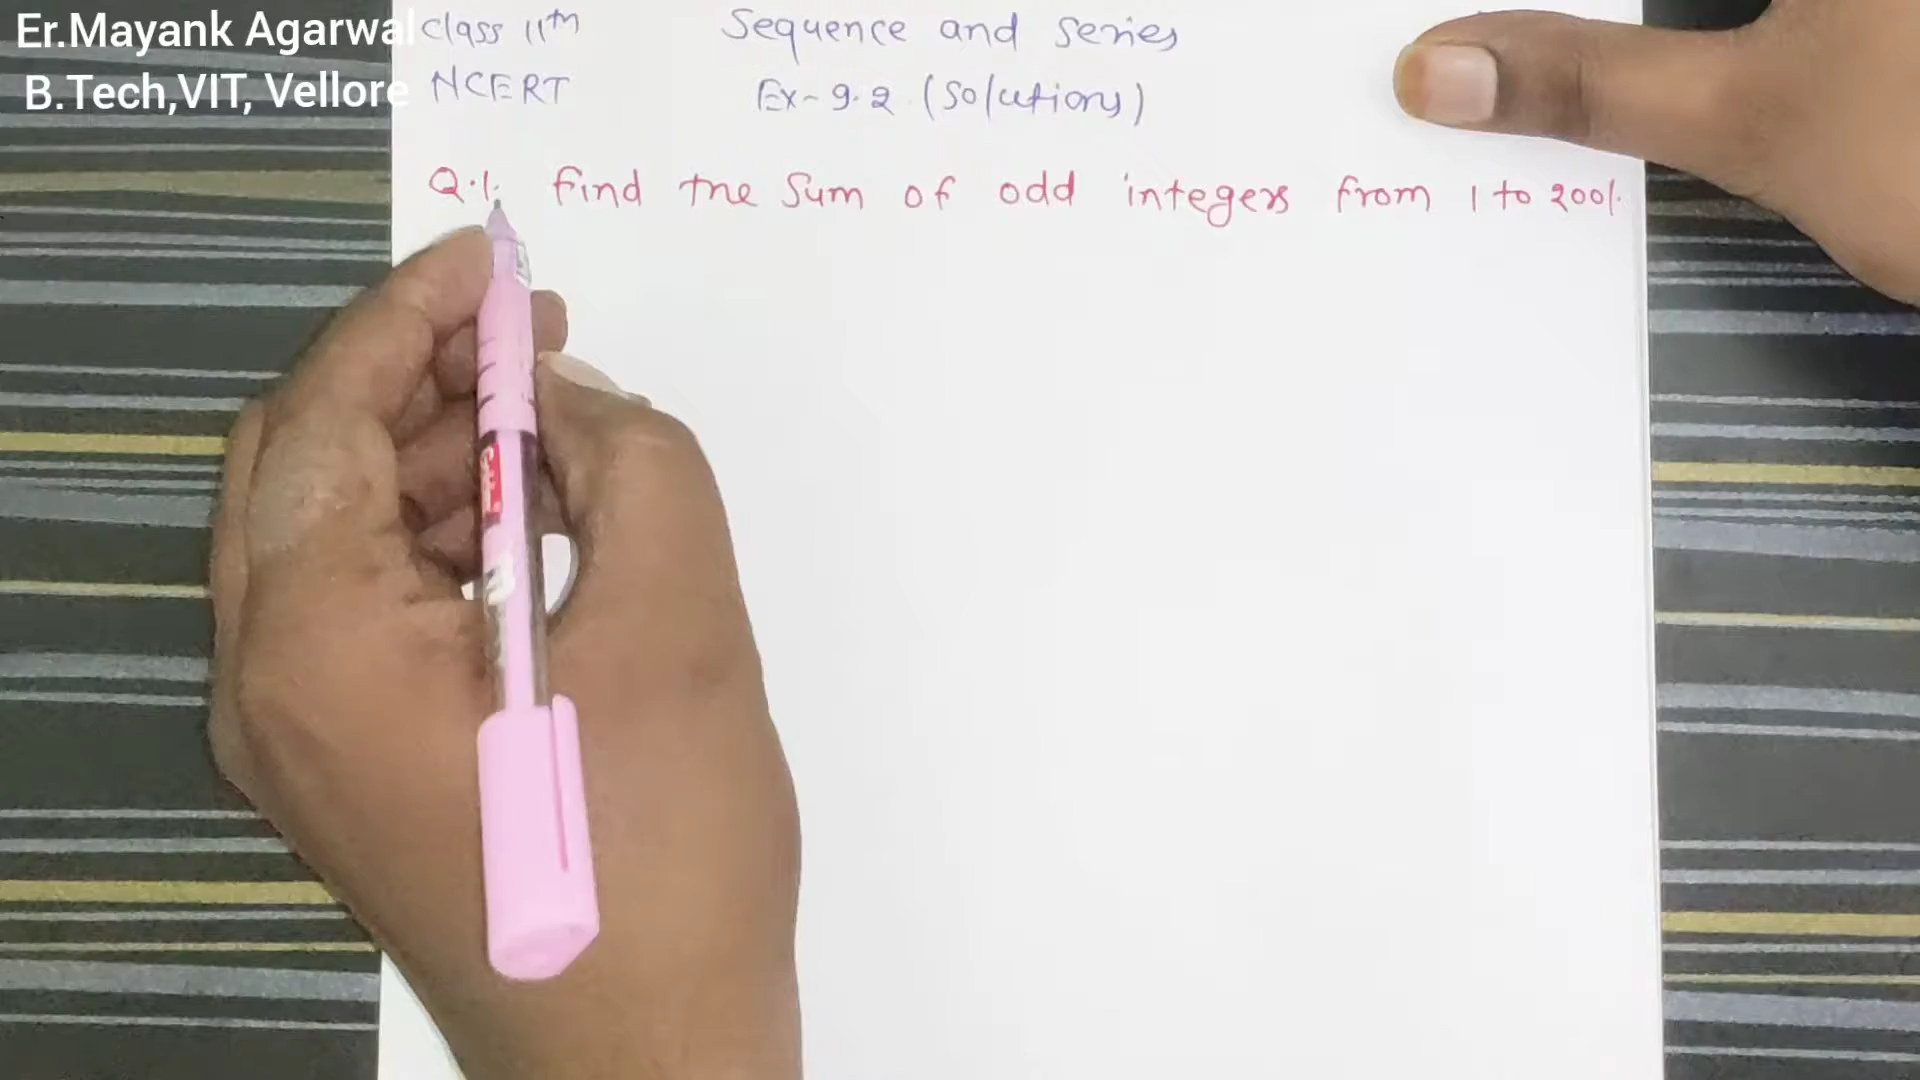 Er.Mayank Agarwal
B.Tech,VIT, Vellore
Class 11th Sequence and Series
NCERT Ex-9.2 (Solutions)
Q.1. Find the sum of odd integers from 1 to 2001.